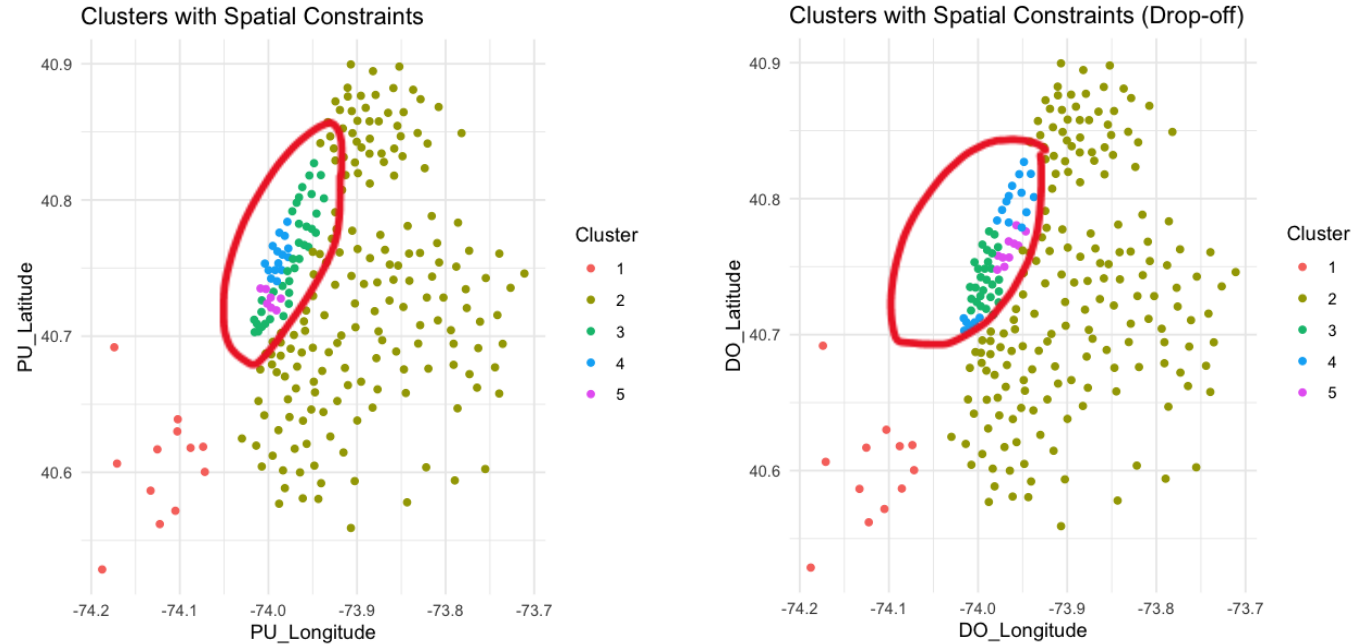 Clusters with Spatial Constraints
40.9
40.8
40.7
40.6
PU_Latitude
-74.2 -74.1 -74.0 -73.9 -73.8 -73.7
PU_Longitude
Cluster
1
2
3
4
5
Clusters with Spatial Constraints (Drop-off)
40.9
40.8
40.7
40.6
DO_Latitude
-74.2 -74.1 -74.0 -73.9 -73.8 -73.7
DO_Longitude
Cluster
1
2
3
4
5